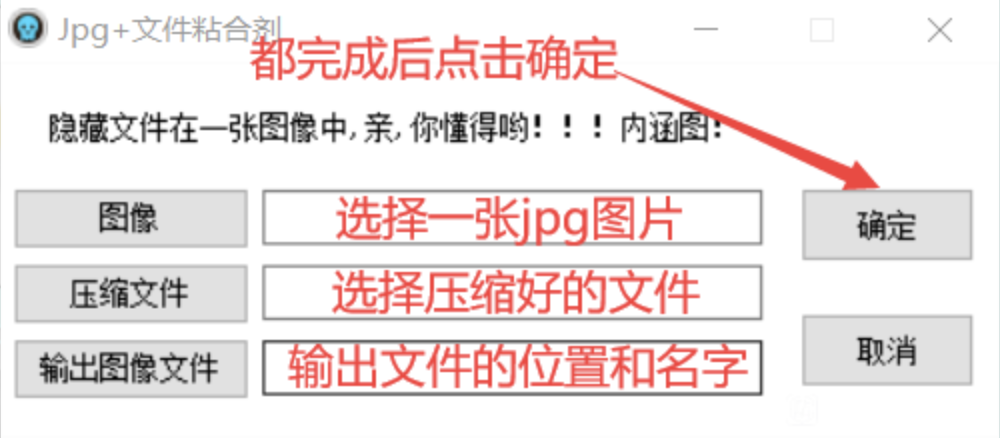 Jpg+文件粘合剂
都完成后点击确定
隐藏文件在一张图像中,亲,你懂得哟!！！内涵图!
图像
选择一张jpg图片
确定
压缩文件
选择压缩好的文件
输出图像文件
输出文件的位置和名字
取消